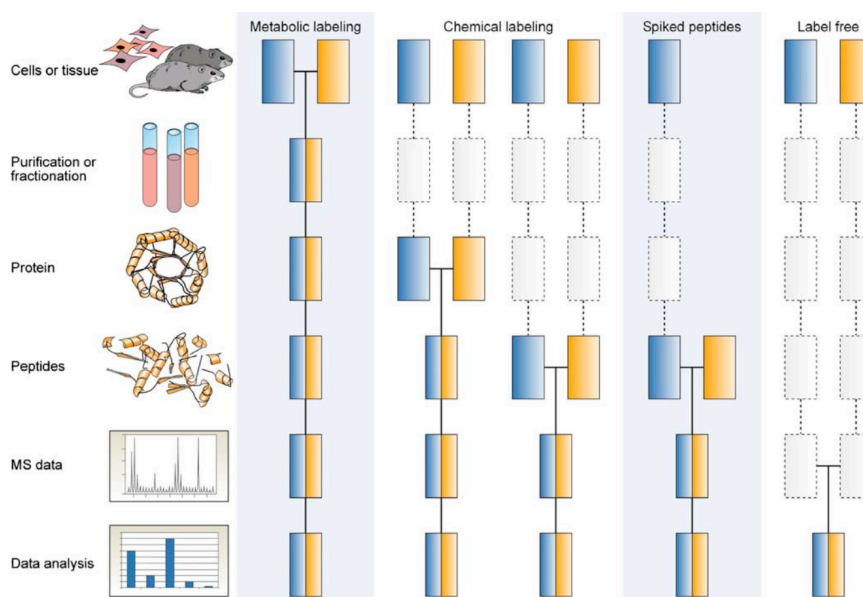 Metabolic labeling Chemical labeling Spiked peptides Label free
Cells or tissue
Purification or
fractionation
Protein
Peptides
MS data
Data analysis